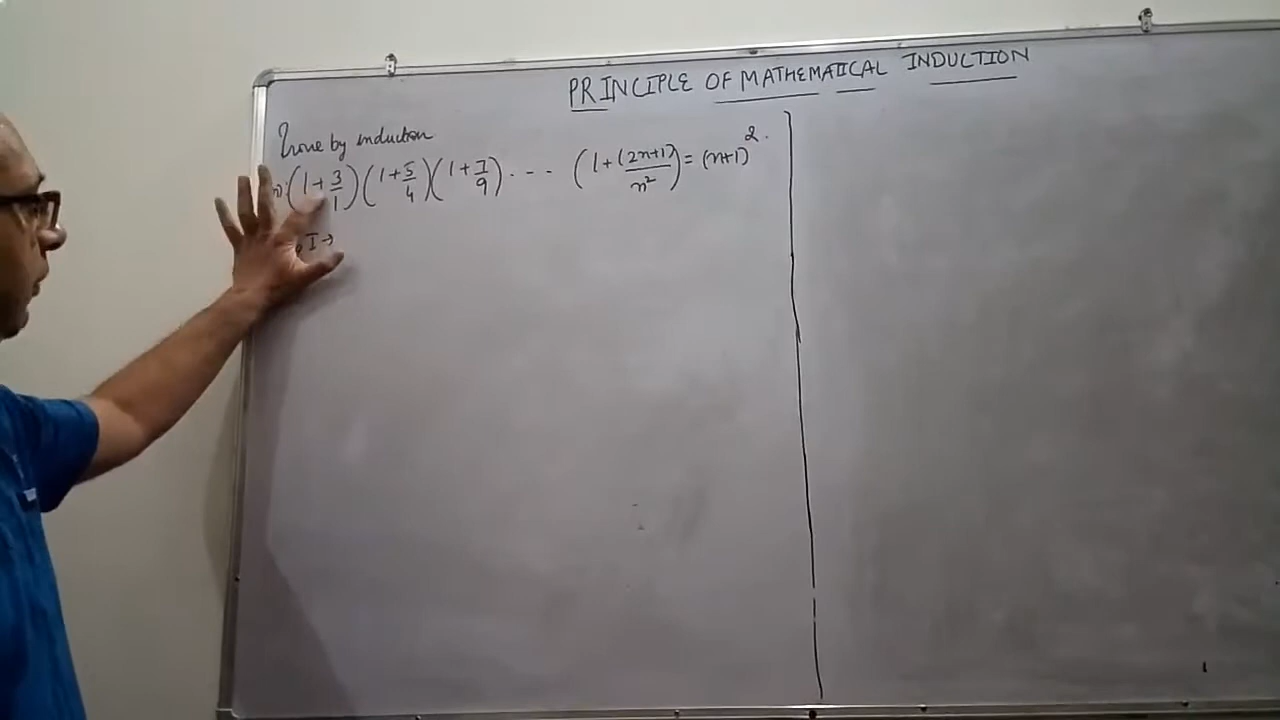 PRINCIPLE OF MATHEMATICAL INDUCTION
Prove by induction
(1+3/1)(1+5/4)(1+7/9)... (1+(2n+1)/n²)=(n+1)².
I→